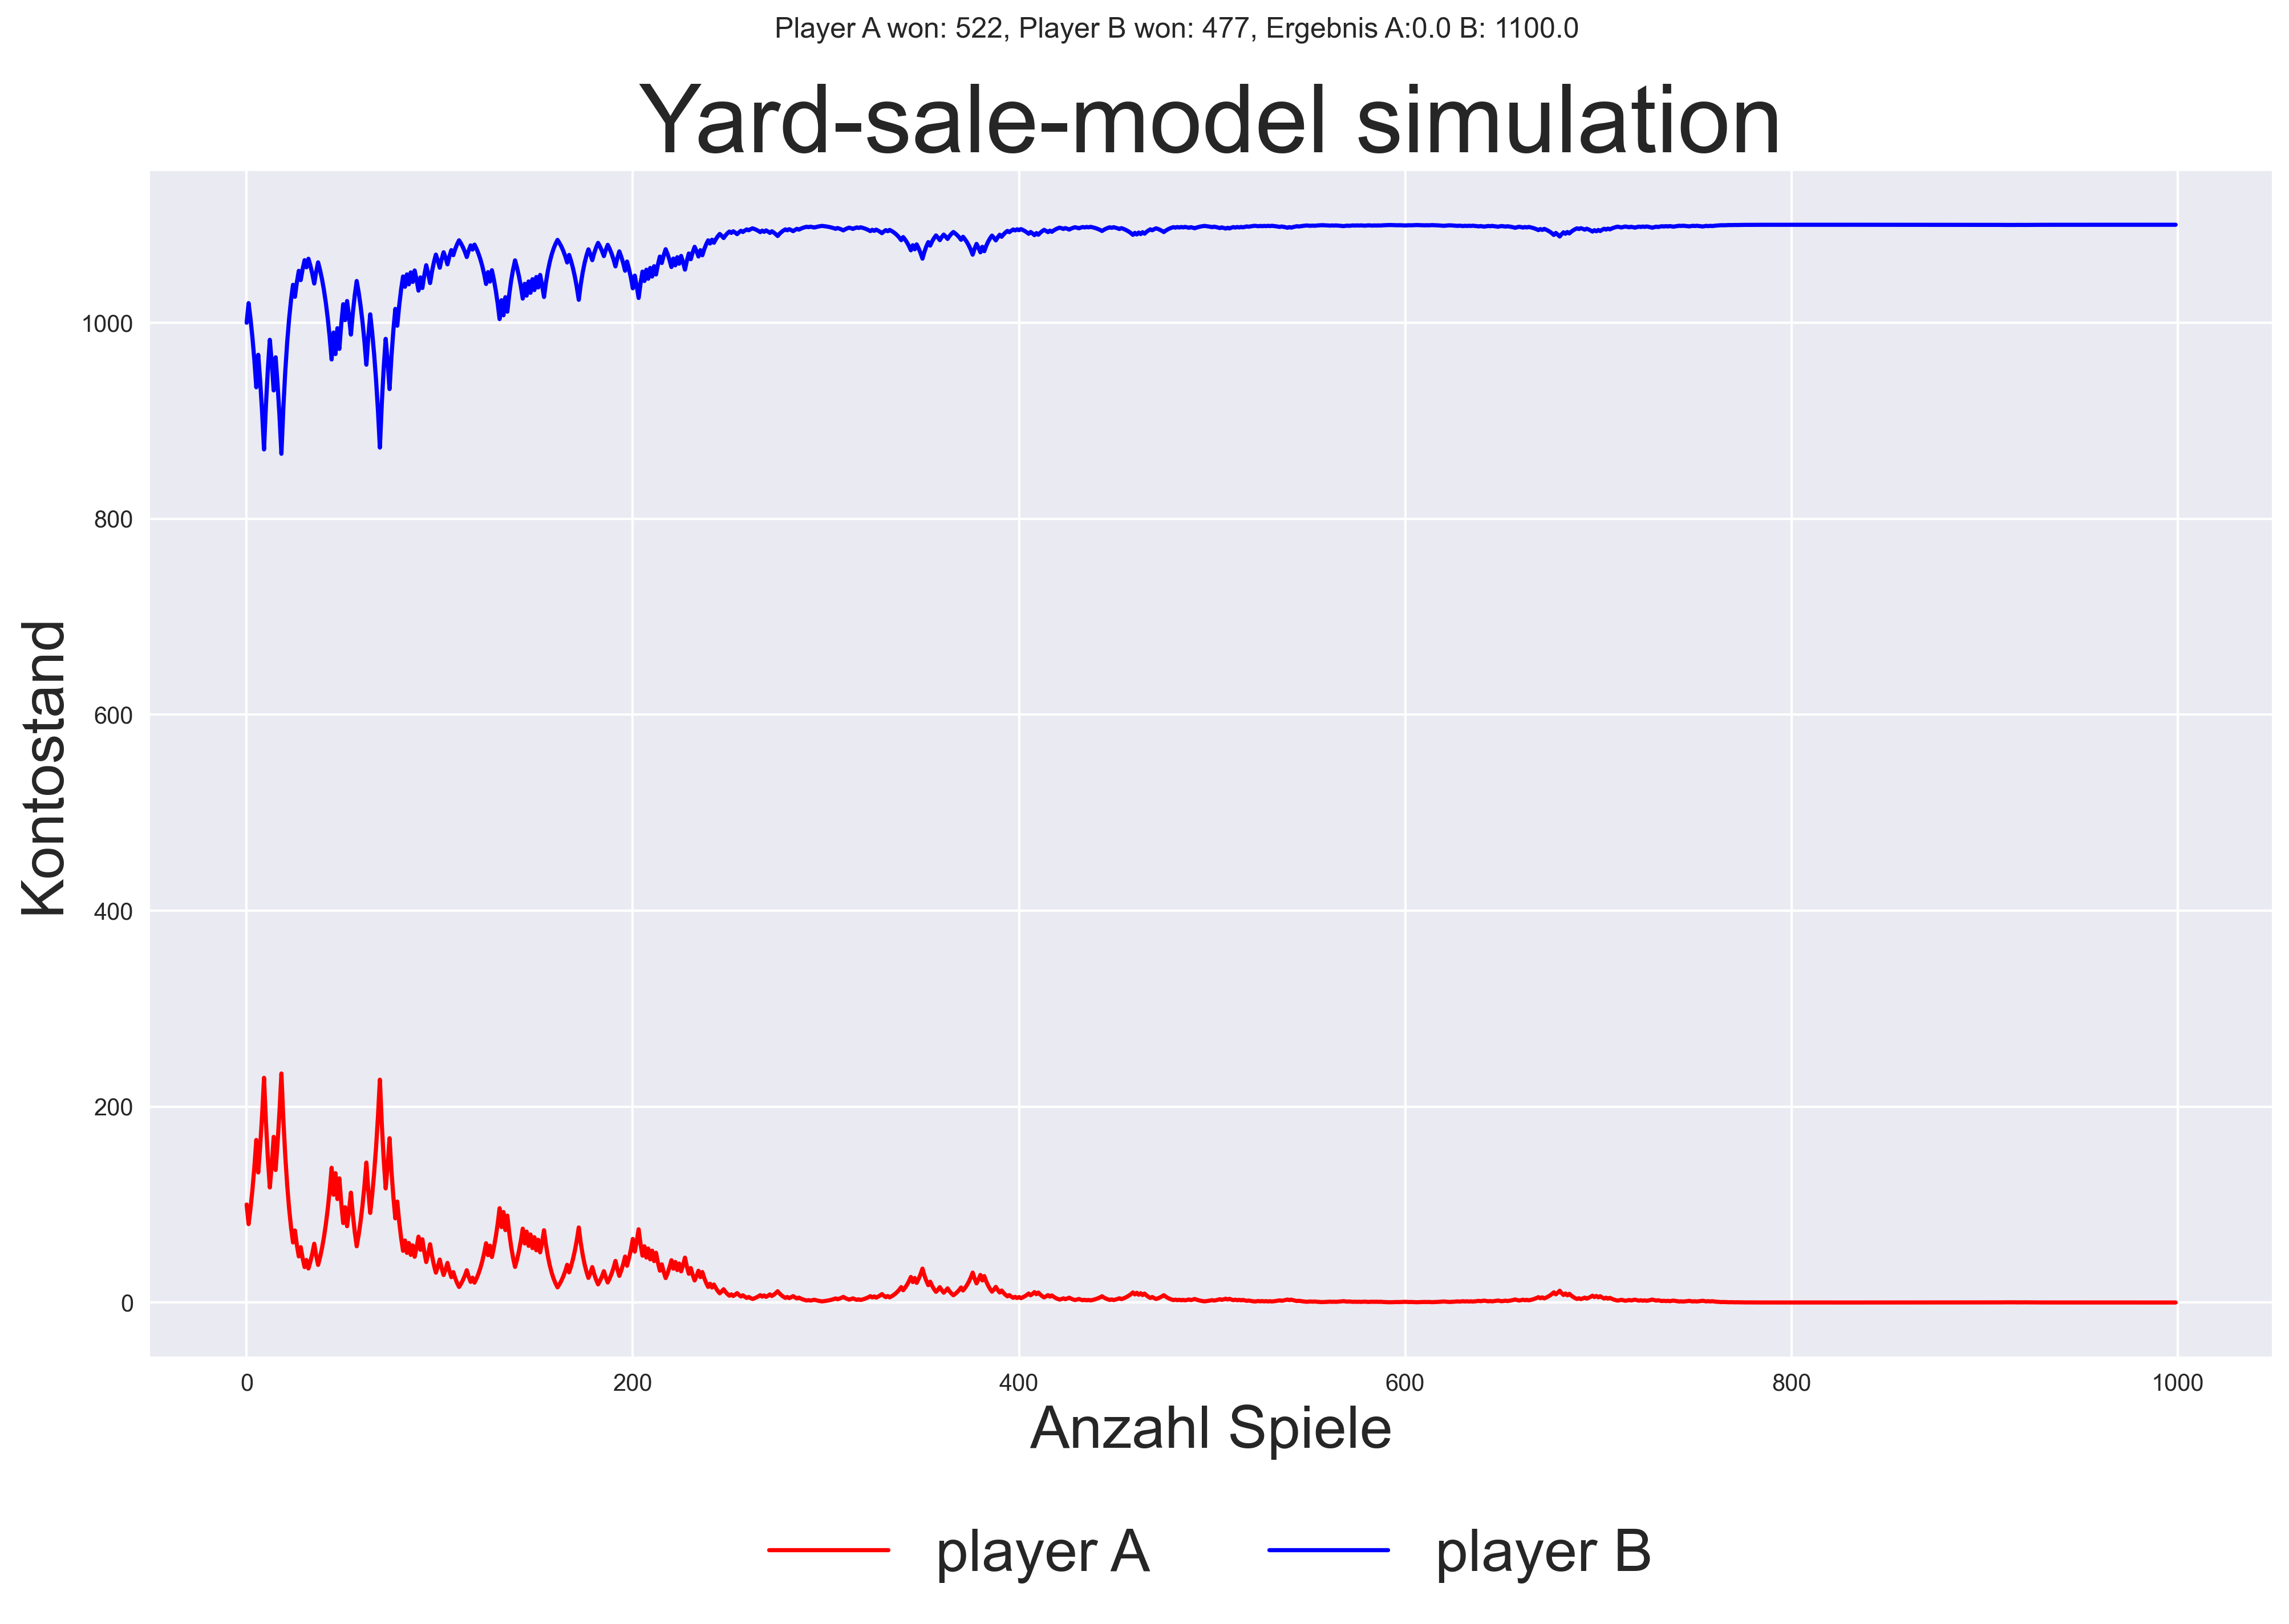 Player A won: 522, Player B won: 477, Ergebnis A:0.0 B: 1100.0
Yard-sale-model simulation
Kontostand
1000
800
600
400
200
0
0 200 400 600 800 1000
Anzahl Spiele
player A player B